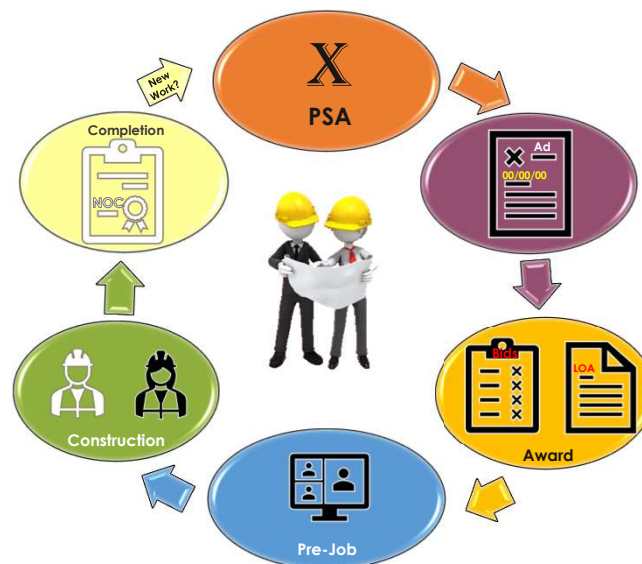 X
PSA
Ad
00/00/00
Bids
LOA
Award
Pre-Job
Construction
Completion
NOC
New
Work?